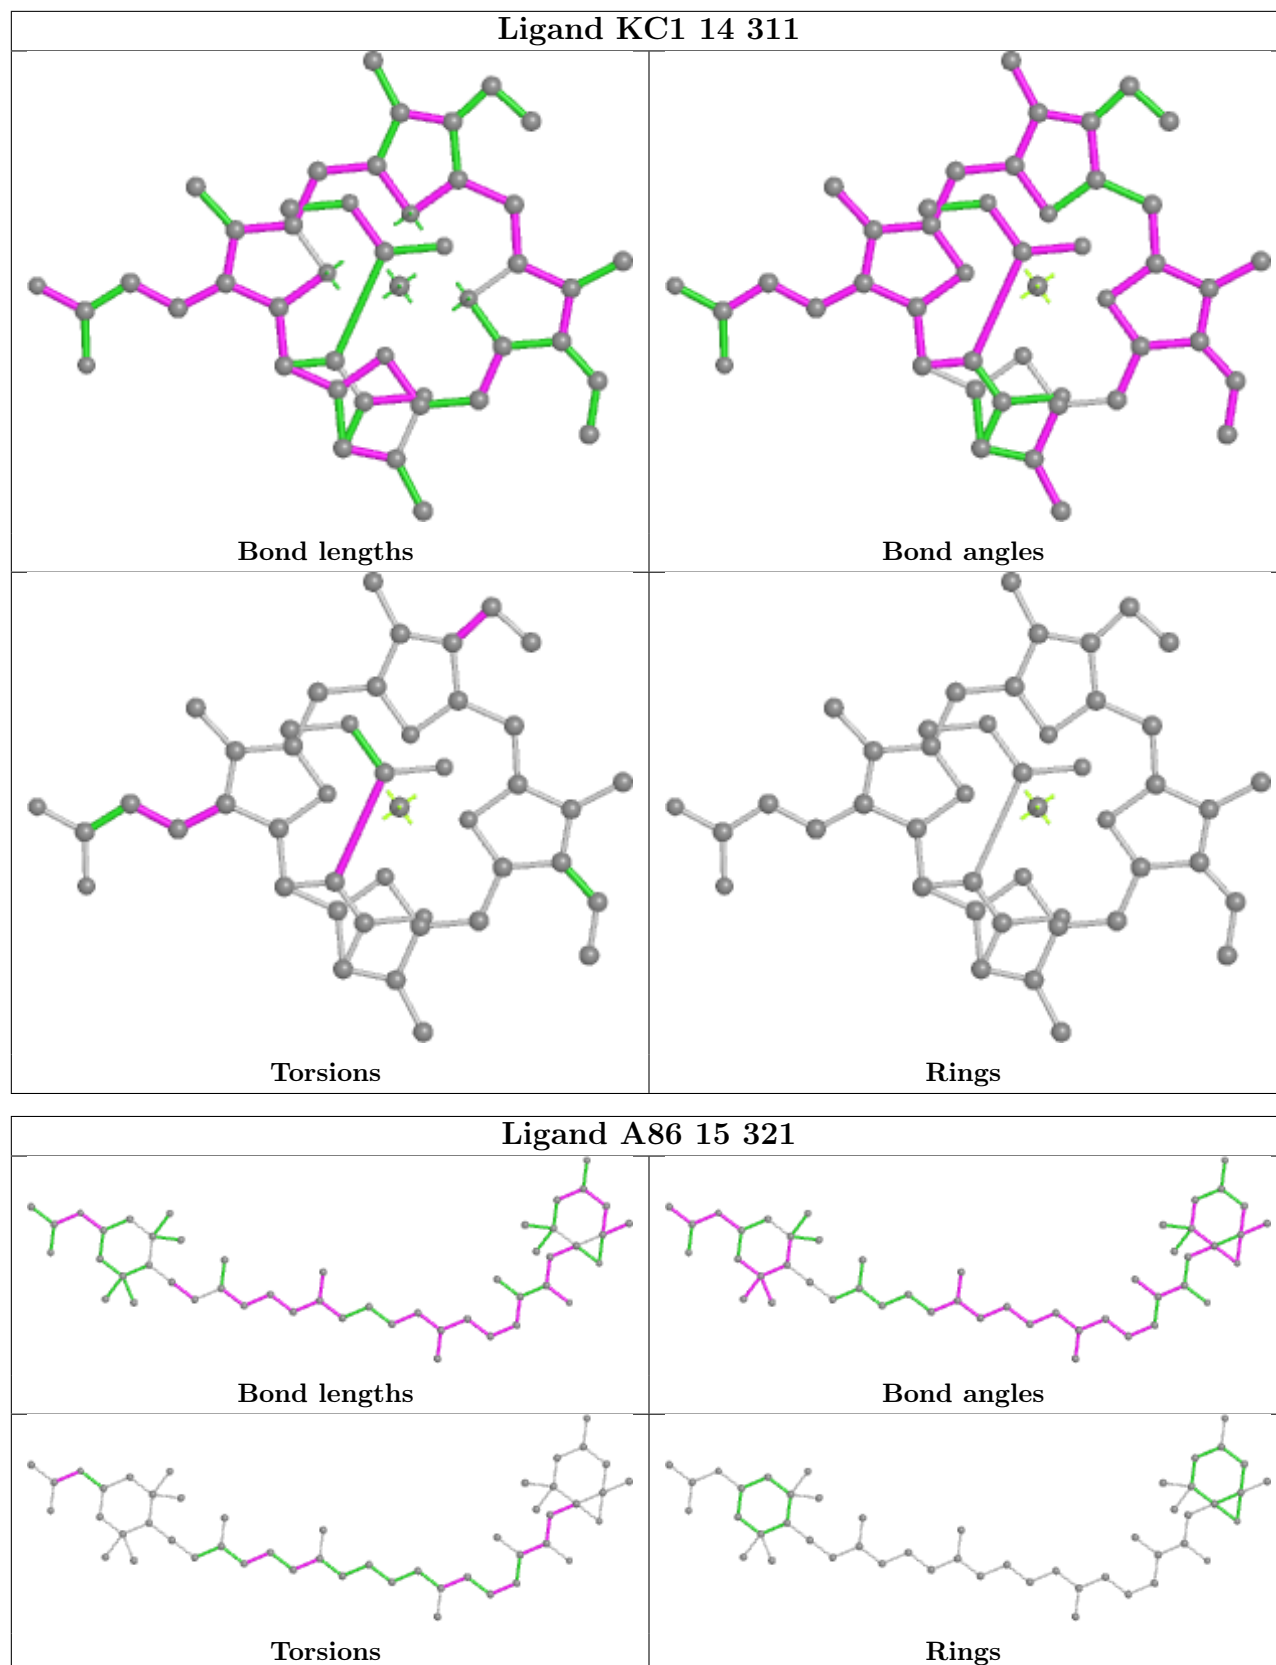 Ligand KC1 14 311
Bond lengths
Bond angles
Torsions
Rings
Ligand A86 15 321
Bond lengths
Bond angles
Torsions
Rings